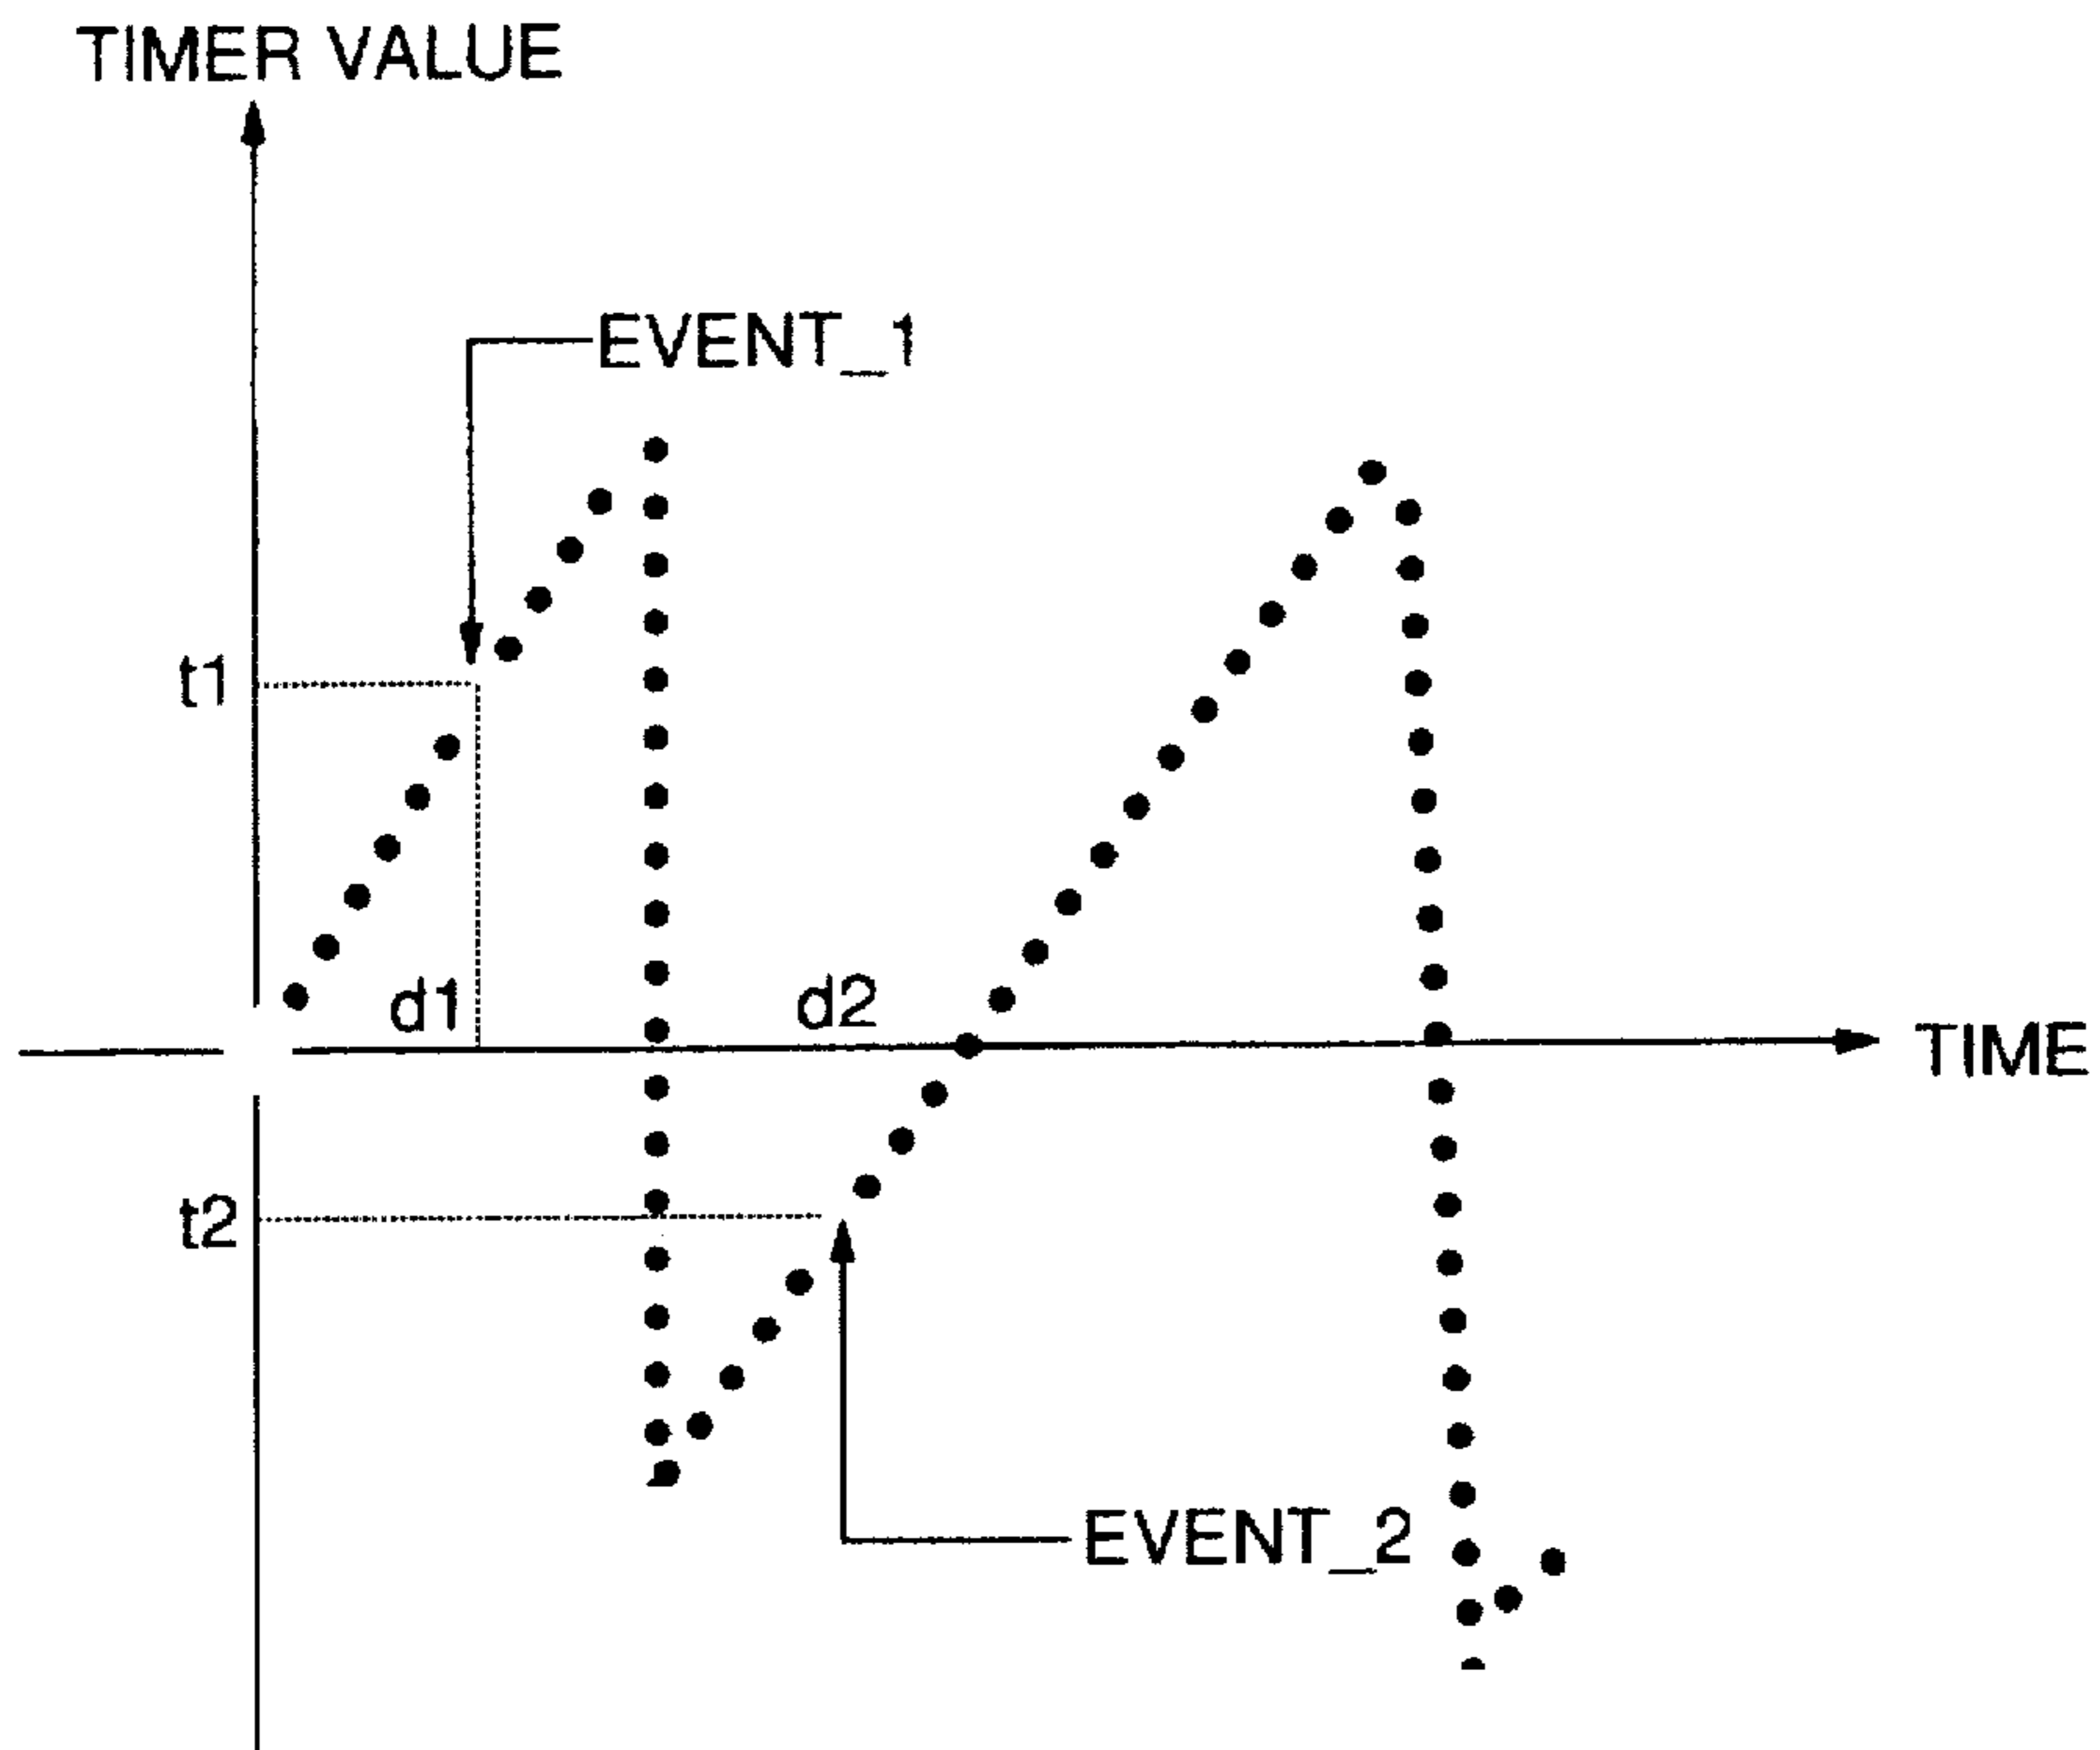 TIMER VALUE
EVENT_1
t1
d1
d2
TIME
t2
EVENT_2